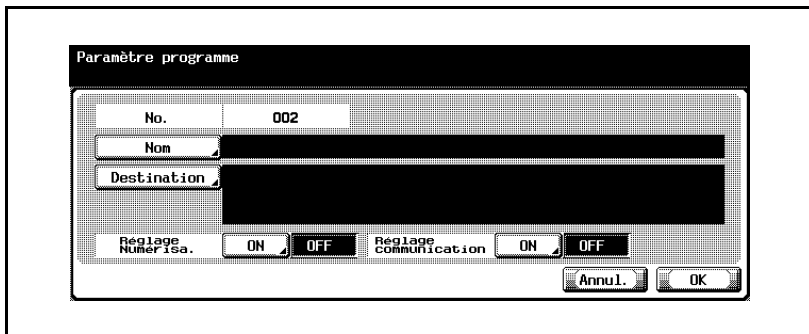 Paramètre programme
No. 002
Nom
Destination
Réglage Numérisa. ON OFF Réglage communication ON OFF
Annul. OK